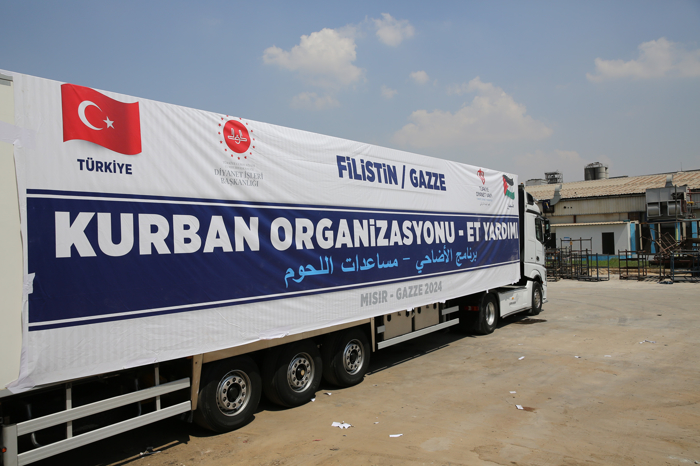 TÜRKİYE
DİYANET İŞLERİ
BAŞKANLIĞI
FİLİSTİN / GAZZE
KURBAN ORGANİZASYONU - ET YARDIMI
برنامج الأضاحي - مساعدات اللحوم
MISIR - GAZZE 2024